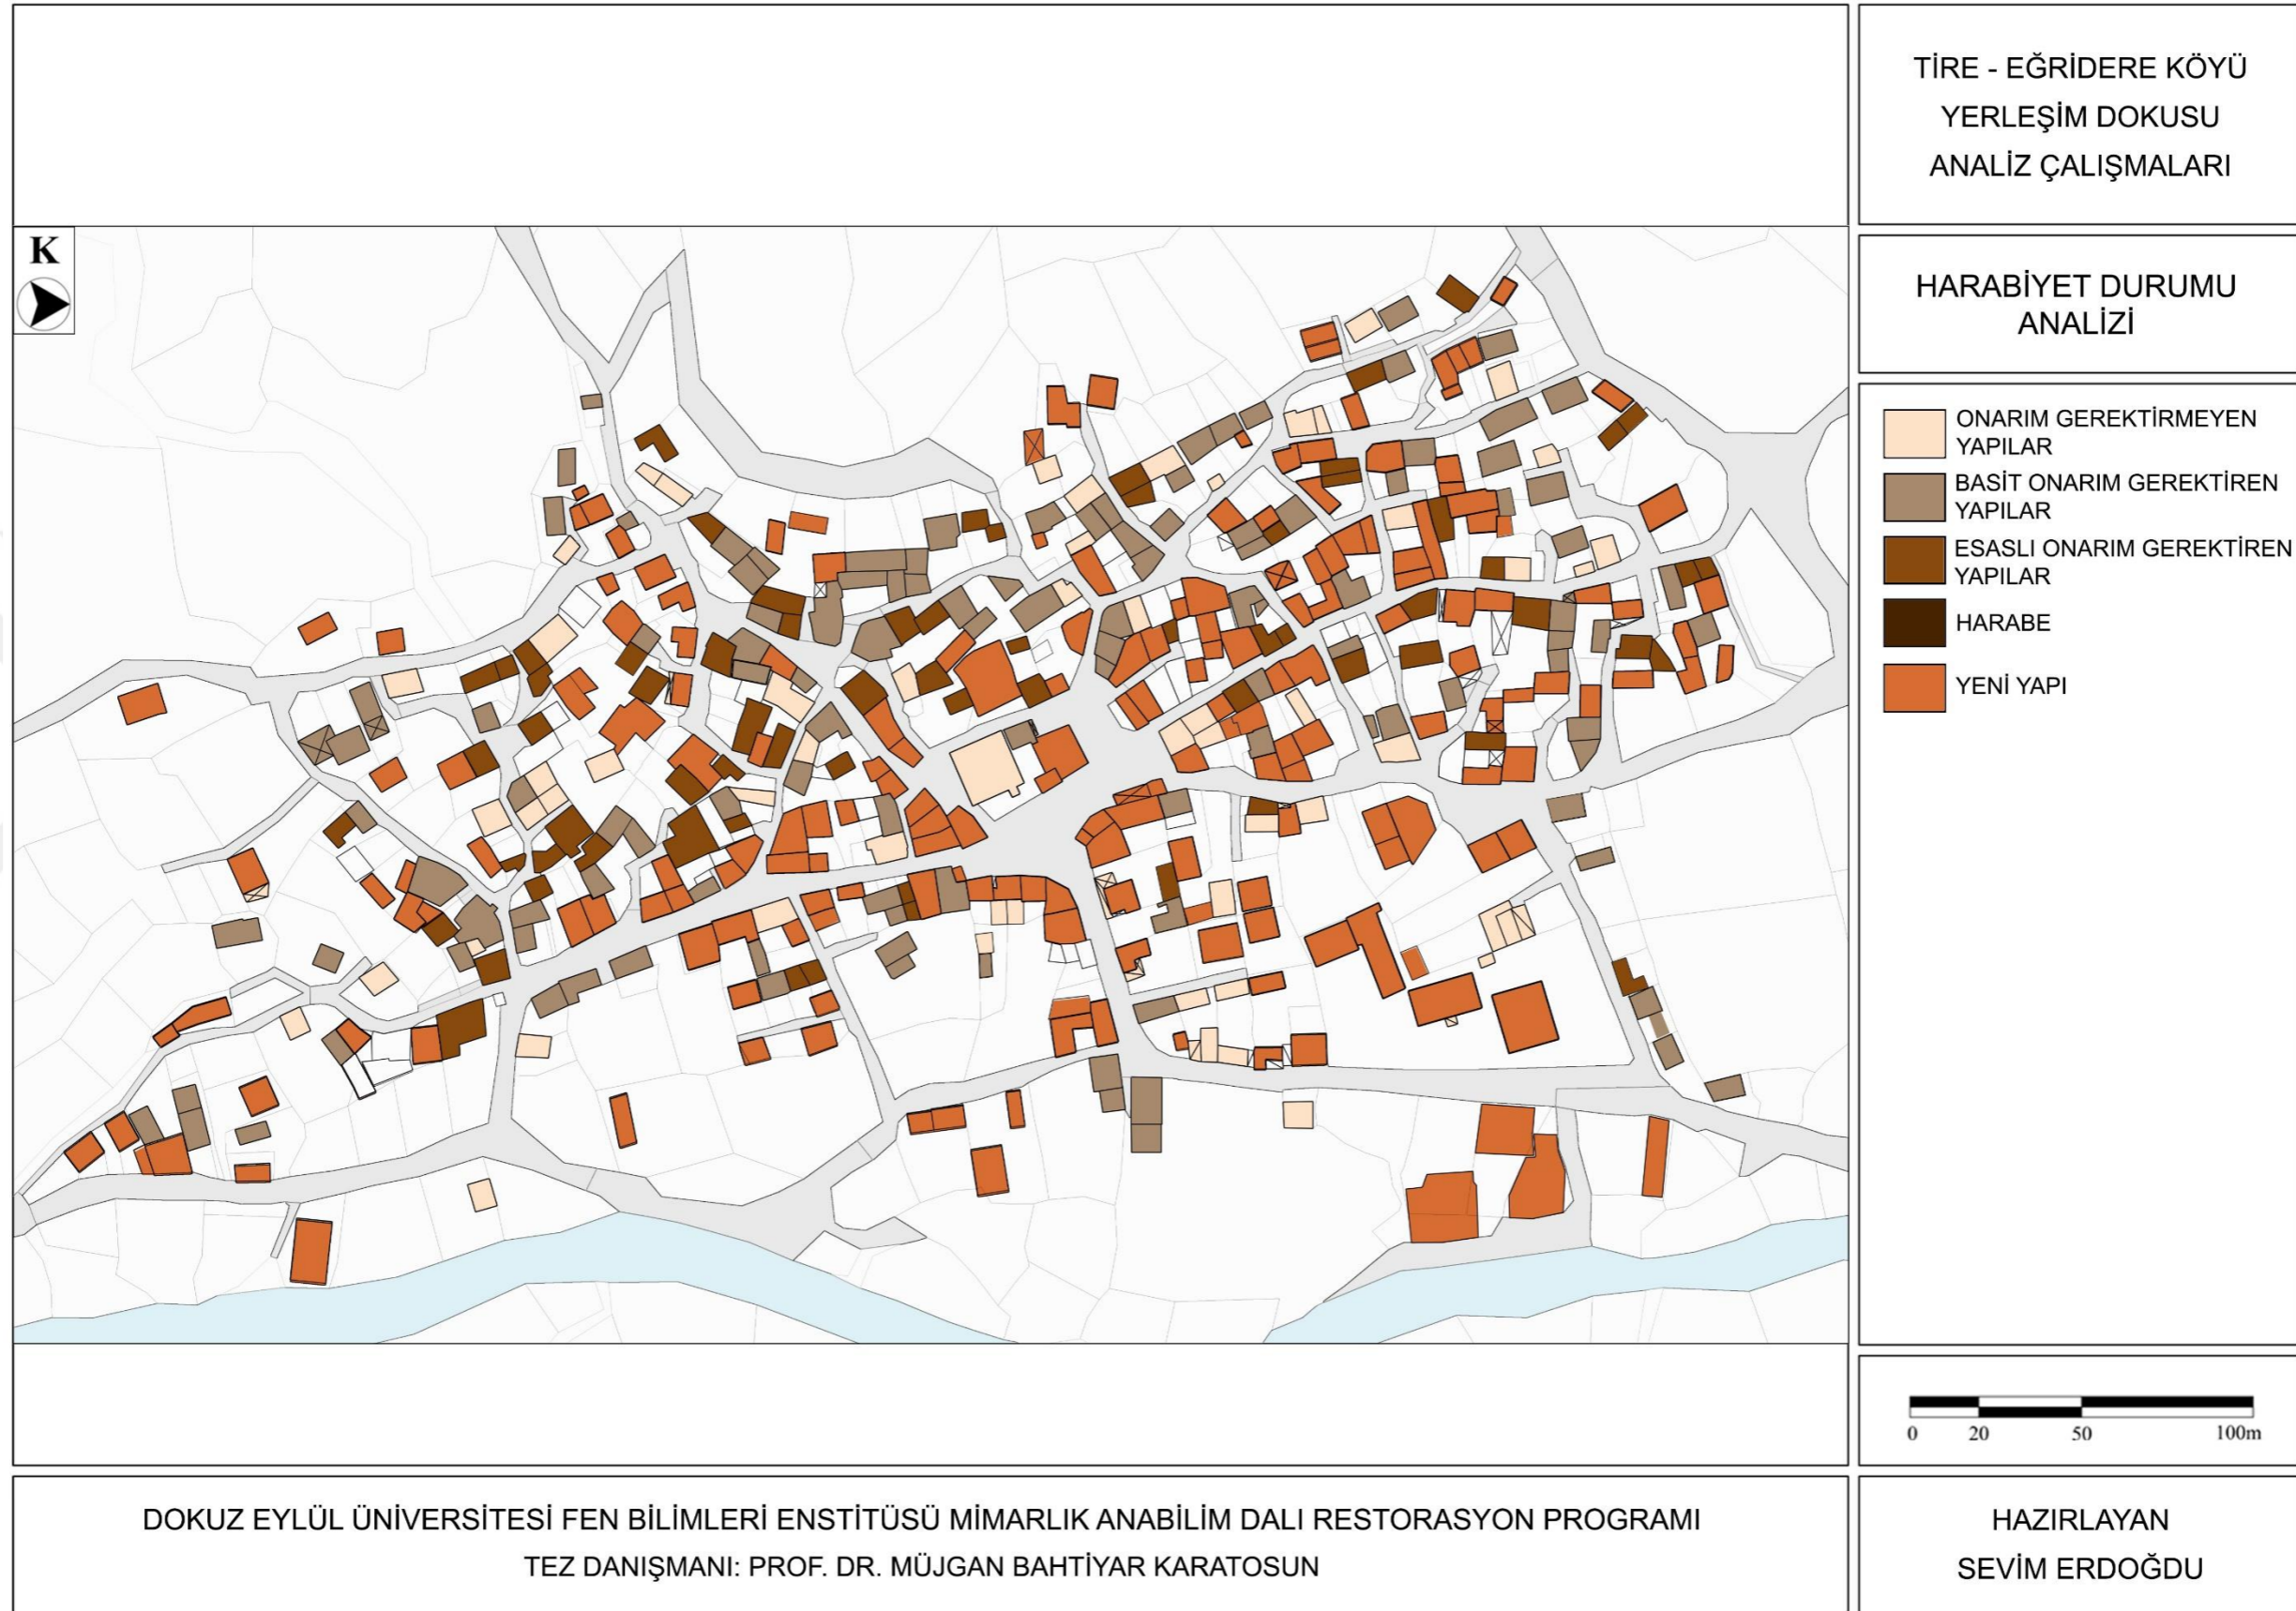 TİRE - EĞRİDERE KÖYÜ
YERLEŞİM DOKUSU
ANALİZ ÇALIŞMALARI
K
HARABİYET DURUMU
ANALİZİ
ONARIM GEREKTİRMEYEN
YAPILAR
BASİT ONARIM GEREKTİREN
YAPILAR
ESASLI ONARIM GEREKTİREN
YAPILAR
HARABE
YENİ YAPI
0 20 50 100m
DOKUZ EYLÜL ÜNİVERSİTESİ FEN BİLİMLERİ ENSTİTÜSÜ MİMARLIK ANABİLİM DALI RESTORASYON PROGRAMI
TEZ DANIŞMANI: PROF. DR. MÜJGAN BAHTİYAR KARATOSUN
HAZIRLAYAN
SEVİM ERDOĞDU